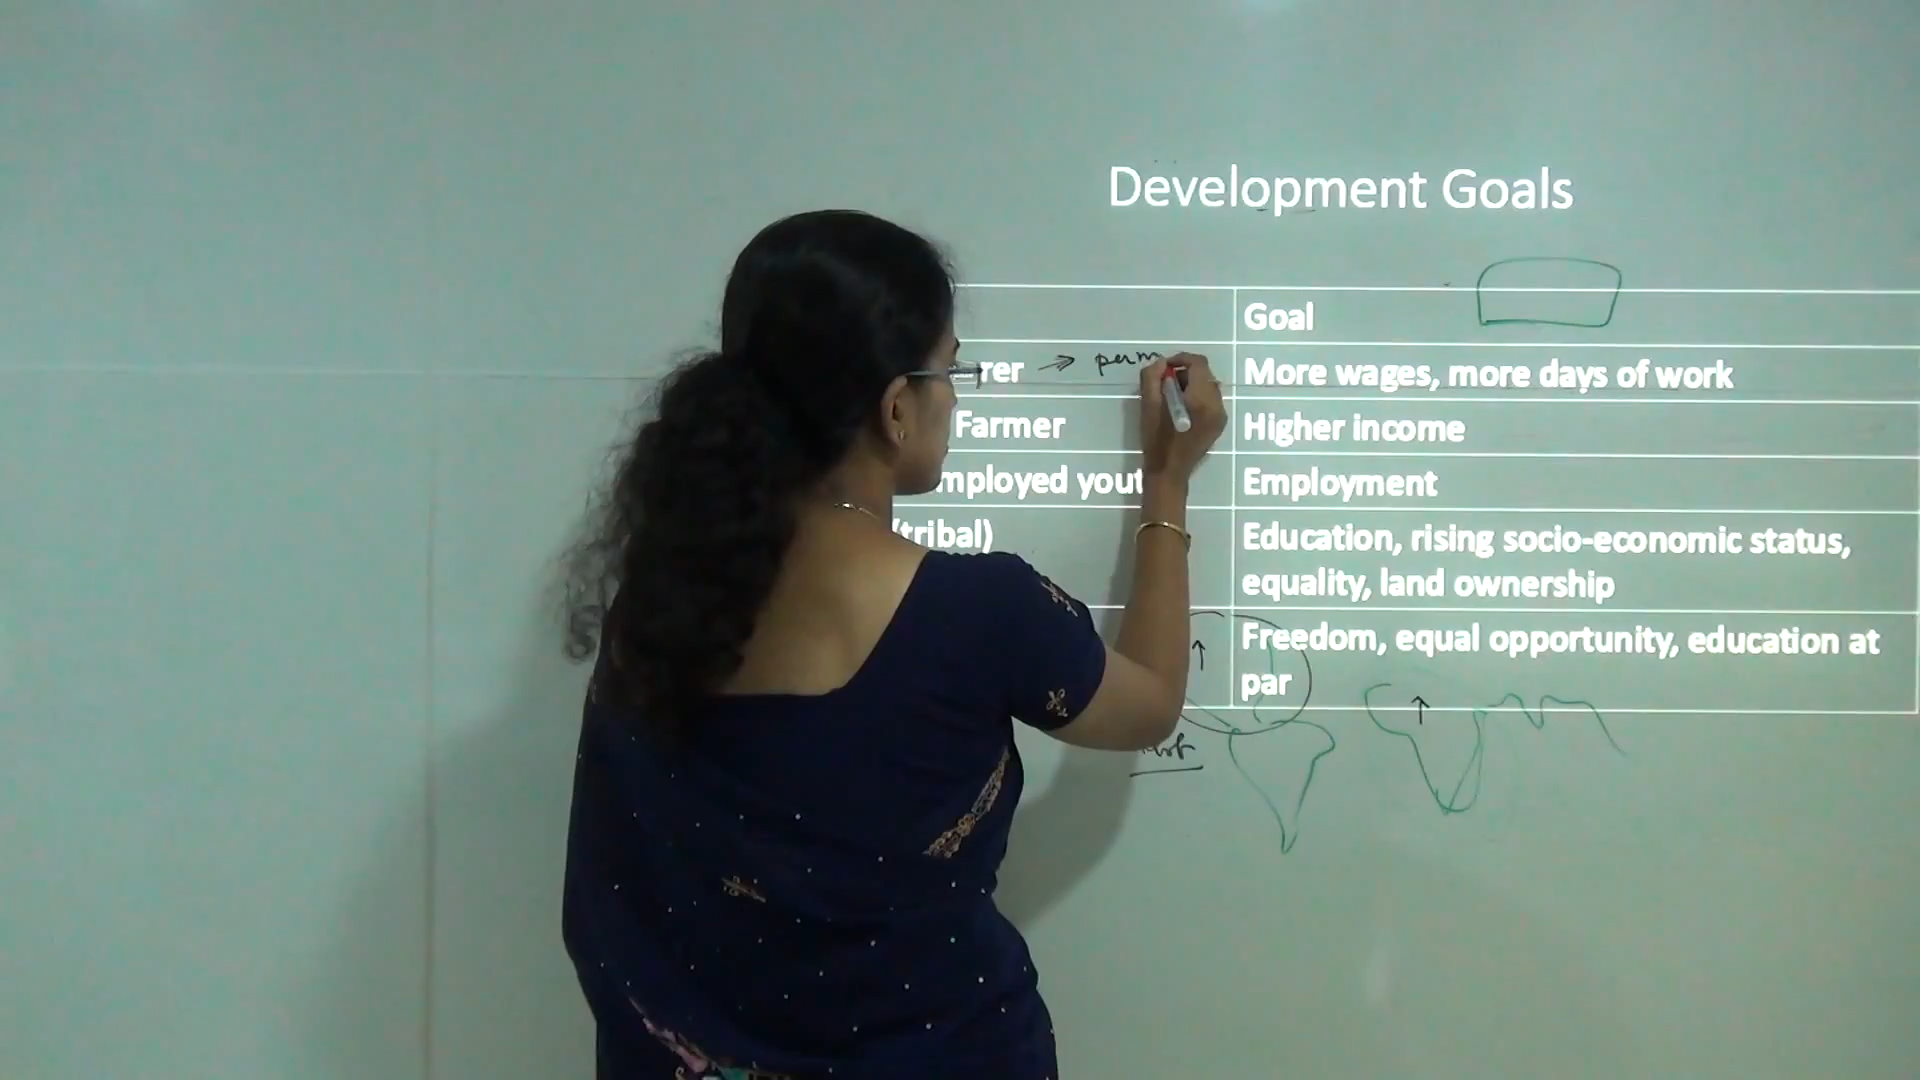 Development Goals
Goal
rer → perm
More wages, more days of work
Farmer
Higher income
mployed yout
Employment
(tribal)
Education, rising socio-economic status,
equality, land ownership
Freedom, equal opportunity, education at
par